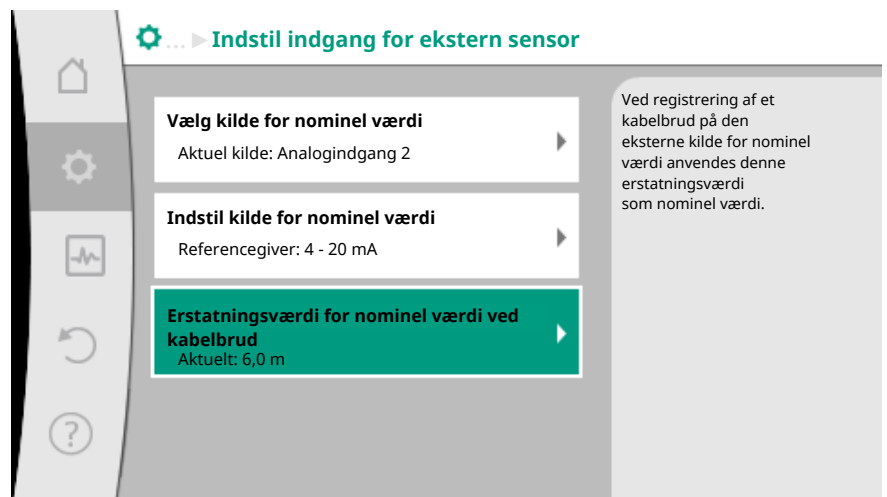 ... ▶ Indstil indgang for ekstern sensor
Vælg kilde for nominel værdi
Aktuel kilde: Analogindgang 2
Indstil kilde for nominel værdi
Referencegiver: 4 - 20 mA
Erstatningsværdi for nominel værdi ved
kabelbrud
Aktuelt: 6,0 m
Ved registrering af et
kabelbrud på den
eksterne kilde for nominel
værdi anvendes denne
erstatningsværdi
som nominel værdi.
?